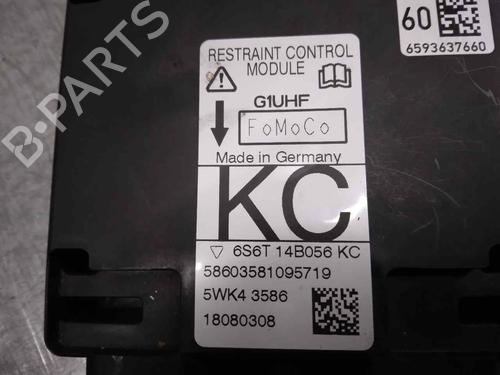 60
6593637660
RESTRAINT CONTROL
MODULE
G1UHF
FoMoCo
Made in Germany
KC
6S6T 14B056 KC
58603581095719
5WK4 3586
18080308
B-PARTS